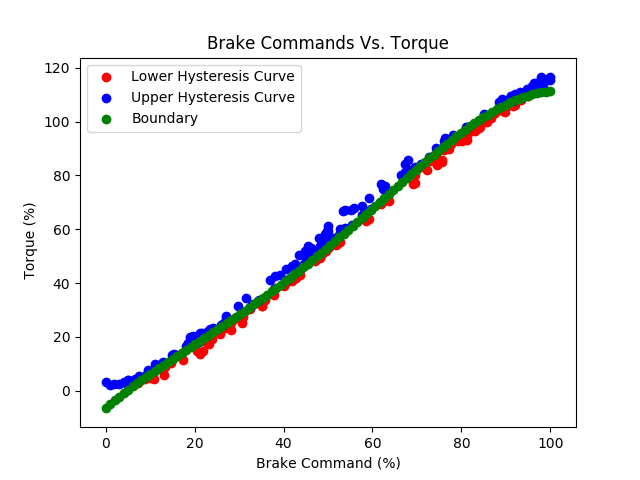 Brake Commands Vs. Torque
Lower Hysteresis Curve
Upper Hysteresis Curve
Boundary
Torque (%)
120
100
80
60
40
20
0
0 20 40 60 80 100
Brake Command (%)